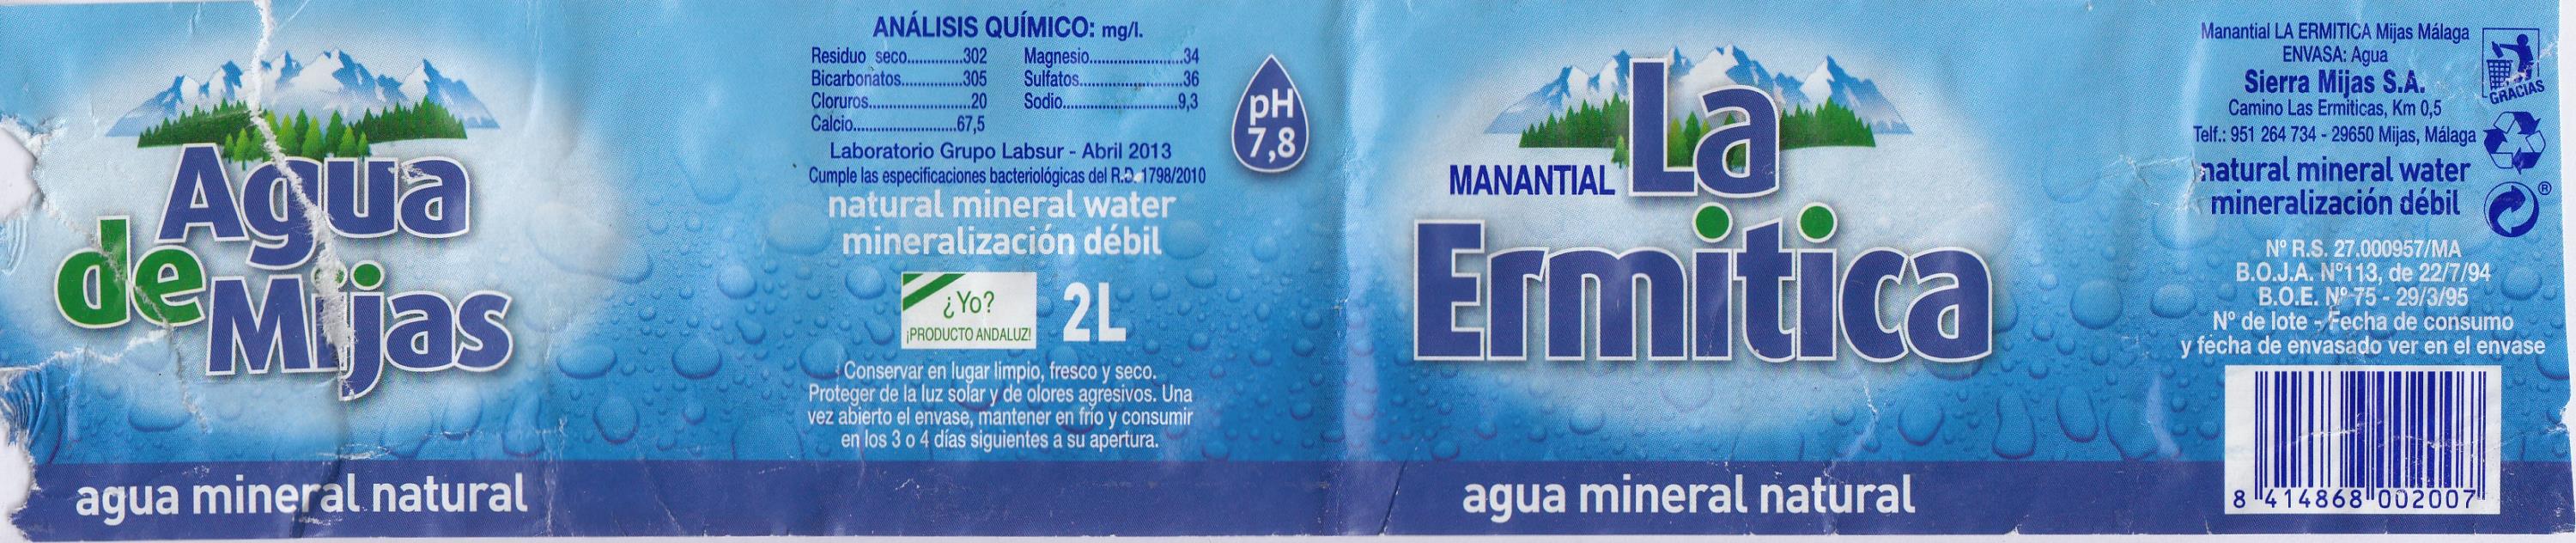 Agua
de Mijas
agua mineral natural
ANÁLISIS QUÍMICO: mg/l.
Residuo seco.............302 Magnesio......................34
Bicarbonatos..............305 Sulfatos........................36
Cloruros........................20 Sodio..........................9,3
Calcio........................67,5
Laboratorio Grupo Labsur - Abril 2013
Cumple las especificaciones bacteriológicas del R.D. 1798/2010
natural mineral water
mineralización débil
¿Yo?
¡PRODUCTO ANDALUZ!
2L
Conservar en lugar limpio, fresco y seco.
Proteger de la luz solar y de olores agresivos. Una
vez abierto el envase, mantener en frío y consumir
en los 3 o 4 días siguientes a su apertura.
pH
7,8
MANANTIAL La
Ermitica
agua mineral natural
Manantial LA ERMITICA Mijas Málaga
ENVASA: Agua
Sierra Mijas S.A.
Camino Las Ermiticas, Km 0,5
Telf.: 951 264 734 - 29650 Mijas, Málaga
GRACIAS
natural mineral water
mineralización débil
®
Nº R.S. 27.000957/MA
B.O.J.A. Nº113, de 22/7/94
B.O.E. Nº 75 - 29/3/95
Nº de lote - Fecha de consumo
y fecha de envasado ver en el envase
8 414868 002007